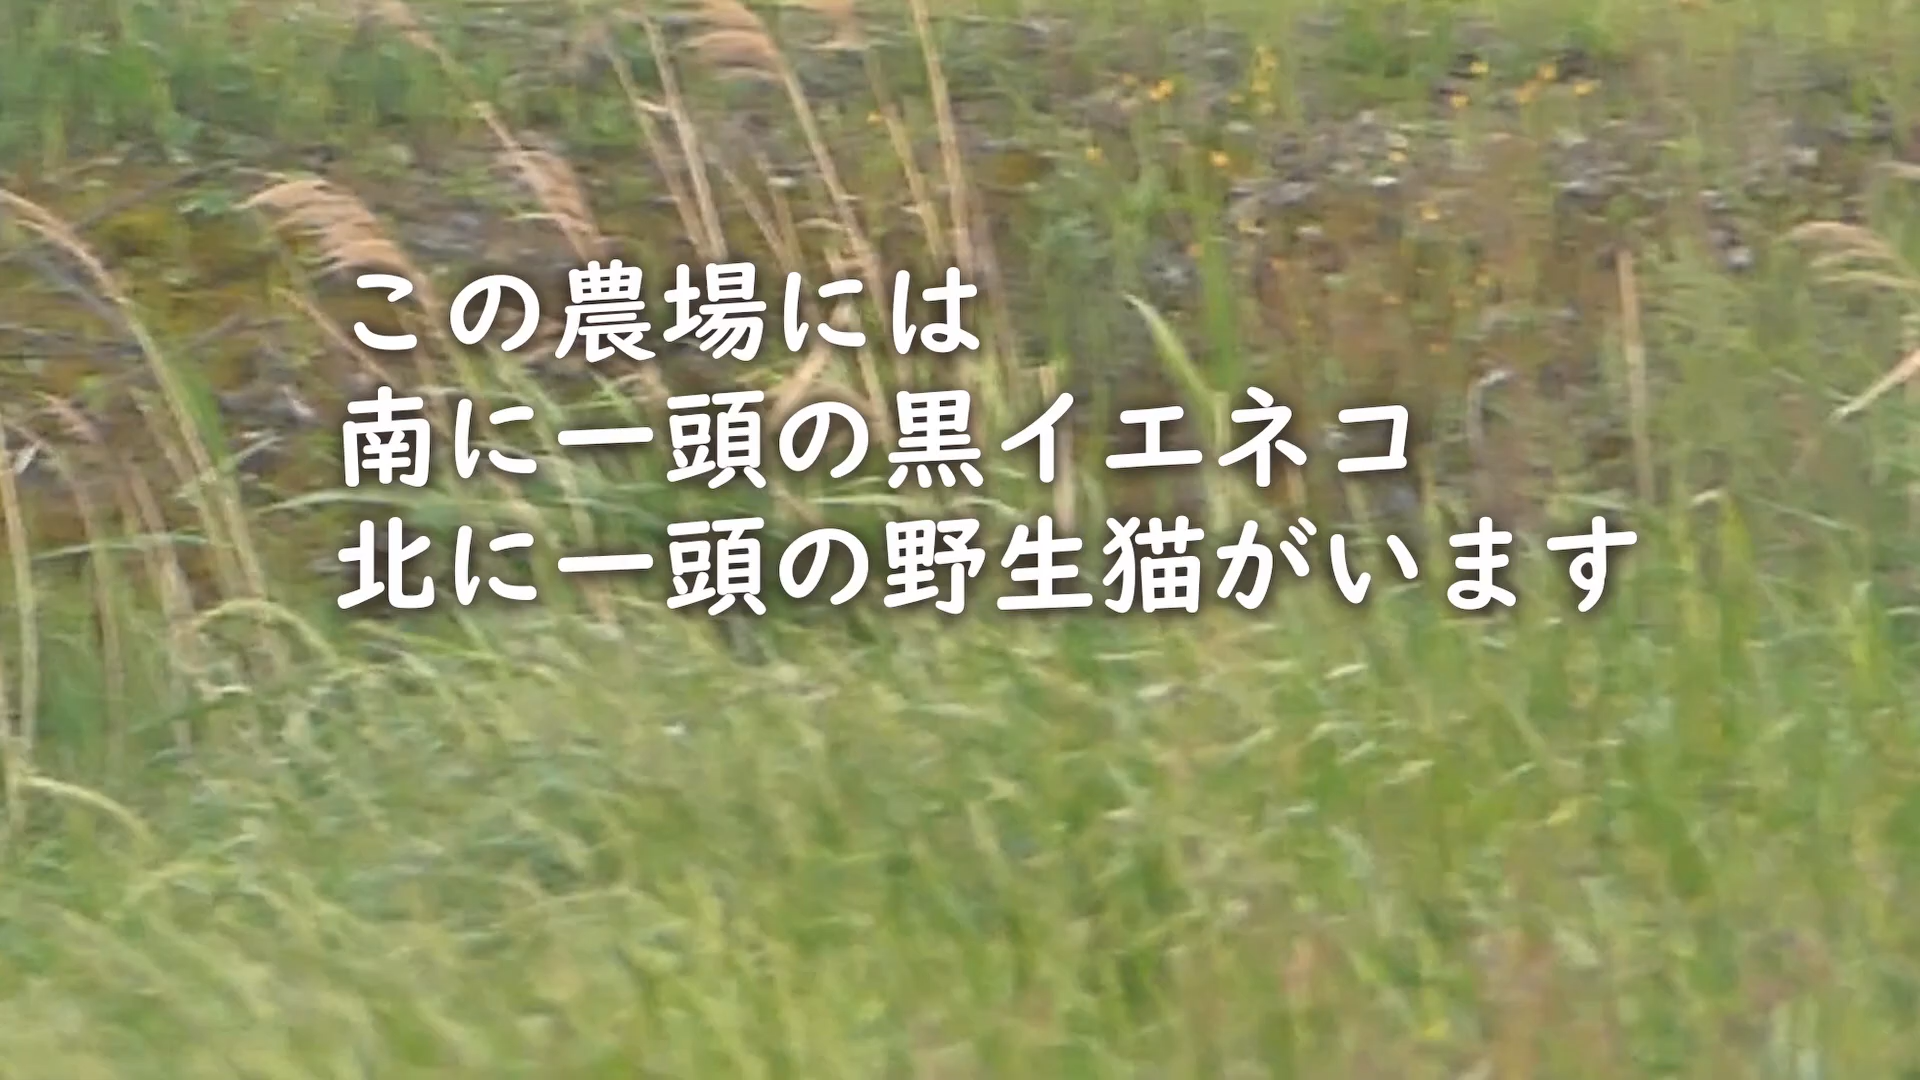 この農場には
南に一頭の黒イエネコ
北に一頭の野生猫がいます